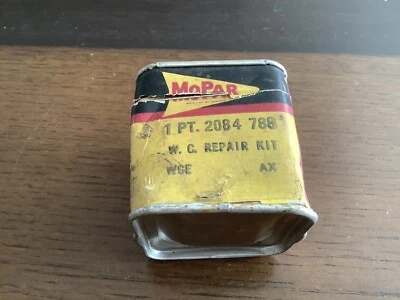 MOPAR
1 PT. 2084 788
W. C. REPAIR KIT
WGE AX